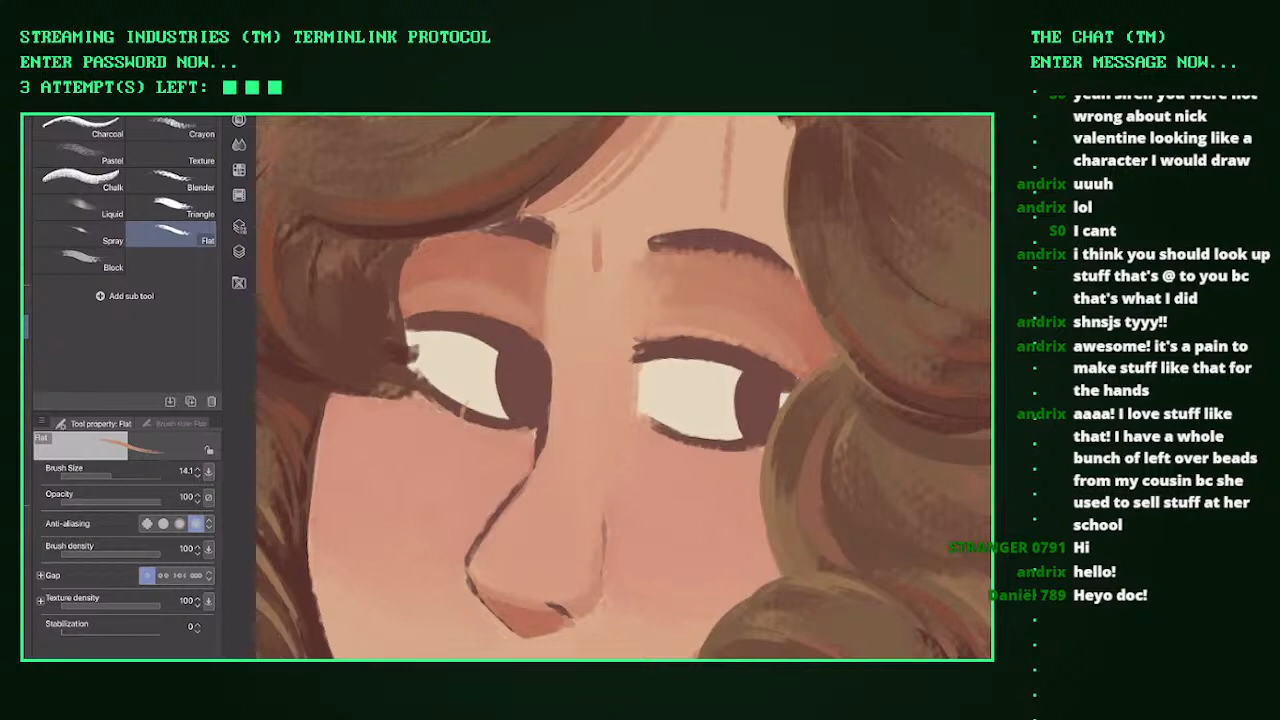 STREAMING INDUSTRIES (TM) TERMINLINK PROTOCOL
ENTER PASSWORD NOW...
3 ATTEMPT(S) LEFT:
Charcoal
Crayon
Pastel
Texture
Chalk
Blender
Liquid
Triangle
Spray
Flat
Block
Add sub tool
Tool property: Flat
Flat
Brush Size 14.1
Opacity 100
Anti-aliasing
Brush density 100
Gap
Texture density 100
Stabilization 0
THE CHAT (TM)
ENTER MESSAGE NOW...
S0 yeah siren you were not
wrong about nick
valentine looking like a
character I would draw
andrix uuuh
andrix lol
S0 I cant
andrix i think you should look up
stuff that's @ to you bc
that's what I did
andrix shnsjs tyyy!!
andrix awesome! it's a pain to
make stuff like that for
the hands
andrix aaaa! I love stuff like
that! I have a whole
bunch of left over beads
from my cousin bc she
used to sell stuff at her
school
STRANGER 0791 Hi
andrix hello!
Daniël 789 Heyo doc!